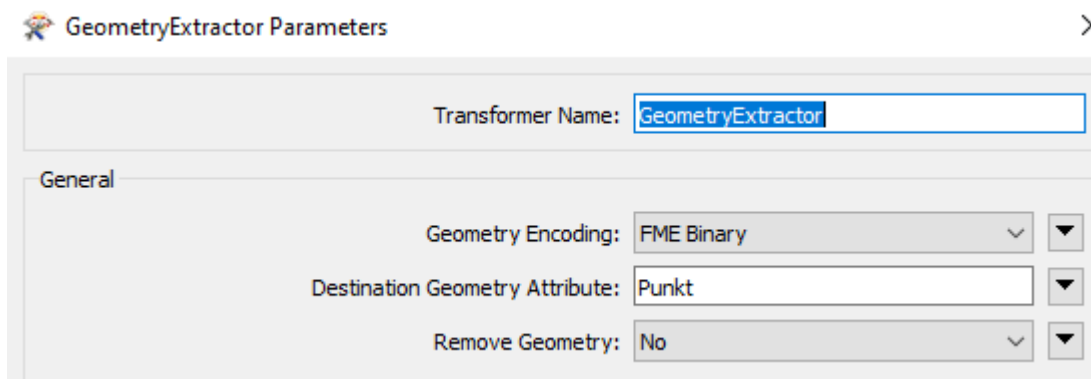 GeometryExtractor Parameters
Transformer Name: GeometryExtractor
General
Geometry Encoding: FME Binary
Destination Geometry Attribute: Punkt
Remove Geometry: No